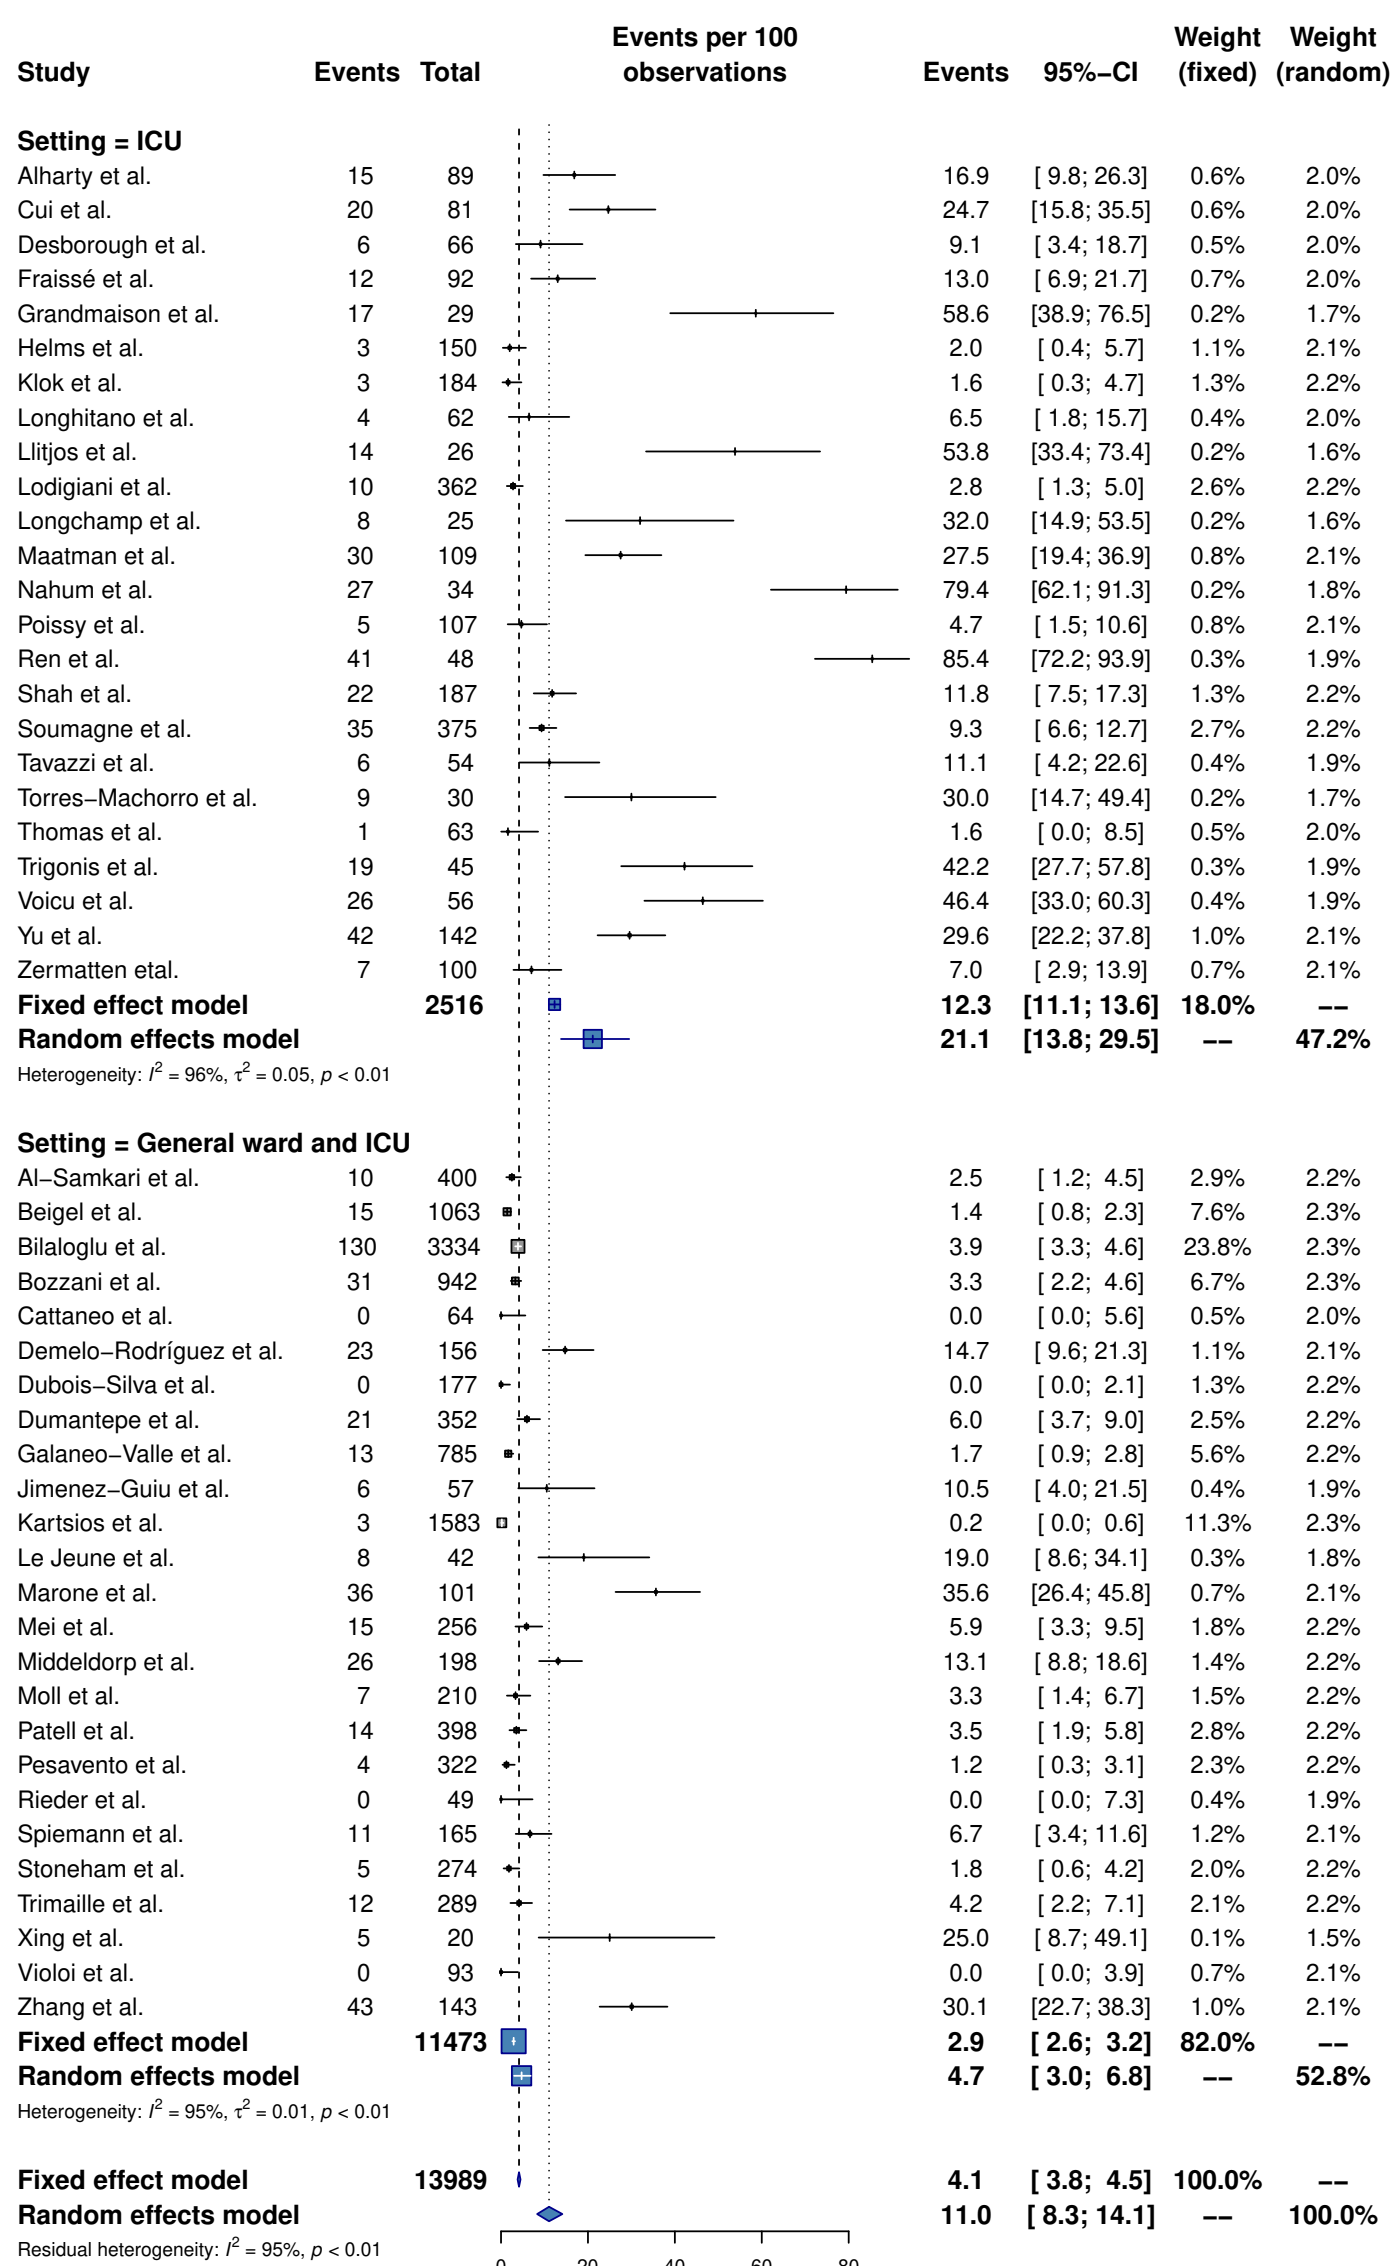 Events per 100 Weight Weight
Study Events Total observations Events 95%−CI (fixed) (random)
Setting = ICU
Alharty et al. 15 89 16.9 [ 9.8; 26.3] 0.6% 2.0%
Cui et al. 20 81 24.7 [15.8; 35.5] 0.6% 2.0%
Desborough et al. 6 66 9.1 [ 3.4; 18.7] 0.5% 2.0%
Fraissé et al. 12 92 13.0 [ 6.9; 21.7] 0.7% 2.0%
Grandmaison et al. 17 29 58.6 [38.9; 76.5] 0.2% 1.7%
Helms et al. 3 150 2.0 [ 0.4; 5.7] 1.1% 2.1%
Klok et al. 3 184 1.6 [ 0.3; 4.7] 1.3% 2.2%
Longhitano et al. 4 62 6.5 [ 1.8; 15.7] 0.4% 2.0%
Llitjos et al. 14 26 53.8 [33.4; 73.4] 0.2% 1.6%
Lodigiani et al. 10 362 2.8 [ 1.3; 5.0] 2.6% 2.2%
Longchamp et al. 8 25 32.0 [14.9; 53.5] 0.2% 1.6%
Maatman et al. 30 109 27.5 [19.4; 36.9] 0.8% 2.1%
Nahum et al. 27 34 79.4 [62.1; 91.3] 0.2% 1.8%
Poissy et al. 5 107 4.7 [ 1.5; 10.6] 0.8% 2.1%
Ren et al. 41 48 85.4 [72.2; 93.9] 0.3% 1.9%
Shah et al. 22 187 11.8 [ 7.5; 17.3] 1.3% 2.2%
Soumagne et al. 35 375 9.3 [ 6.6; 12.7] 2.7% 2.2%
Tavazzi et al. 6 54 11.1 [ 4.2; 22.6] 0.4% 1.9%
Torres−Machorro et al. 9 30 30.0 [14.7; 49.4] 0.2% 1.7%
Thomas et al. 1 63 1.6 [ 0.0; 8.5] 0.5% 2.0%
Trigonis et al. 19 45 42.2 [27.7; 57.8] 0.3% 1.9%
Voicu et al. 26 56 46.4 [33.0; 60.3] 0.4% 1.9%
Yu et al. 42 142 29.6 [22.2; 37.8] 1.0% 2.1%
Zermatten etal. 7 100 7.0 [ 2.9; 13.9] 0.7% 2.1%
Fixed effect model 2516 12.3 [11.1; 13.6] 18.0% −−
Random effects model 21.1 [13.8; 29.5] −− 47.2%
Heterogeneity: I² = 96%, τ² = 0.05, p < 0.01
Setting = General ward and ICU
Al−Samkari et al. 10 400 2.5 [ 1.2; 4.5] 2.9% 2.2%
Beigel et al. 15 1063 1.4 [ 0.8; 2.3] 7.6% 2.3%
Bilaloglu et al. 130 3334 3.9 [ 3.3; 4.6] 23.8% 2.3%
Bozzani et al. 31 942 3.3 [ 2.2; 4.6] 6.7% 2.3%
Cattaneo et al. 0 64 0.0 [ 0.0; 5.6] 0.5% 2.0%
Demelo−Rodríguez et al. 23 156 14.7 [ 9.6; 21.3] 1.1% 2.1%
Dubois−Silva et al. 0 177 0.0 [ 0.0; 2.1] 1.3% 2.2%
Dumantepe et al. 21 352 6.0 [ 3.7; 9.0] 2.5% 2.2%
Galaneo−Valle et al. 13 785 1.7 [ 0.9; 2.8] 5.6% 2.2%
Jimenez−Guiu et al. 6 57 10.5 [ 4.0; 21.5] 0.4% 1.9%
Kartsios et al. 3 1583 0.2 [ 0.0; 0.6] 11.3% 2.3%
Le Jeune et al. 8 42 19.0 [ 8.6; 34.1] 0.3% 1.8%
Marone et al. 36 101 35.6 [26.4; 45.8] 0.7% 2.1%
Mei et al. 15 256 5.9 [ 3.3; 9.5] 1.8% 2.2%
Middeldorp et al. 26 198 13.1 [ 8.8; 18.6] 1.4% 2.2%
Moll et al. 7 210 3.3 [ 1.4; 6.7] 1.5% 2.2%
Patell et al. 14 398 3.5 [ 1.9; 5.8] 2.8% 2.2%
Pesavento et al. 4 322 1.2 [ 0.3; 3.1] 2.3% 2.2%
Rieder et al. 0 49 0.0 [ 0.0; 7.3] 0.4% 1.9%
Spiemann et al. 11 165 6.7 [ 3.4; 11.6] 1.2% 2.1%
Stoneham et al. 5 274 1.8 [ 0.6; 4.2] 2.0% 2.2%
Trimaille et al. 12 289 4.2 [ 2.2; 7.1] 2.1% 2.2%
Xing et al. 5 20 25.0 [ 8.7; 49.1] 0.1% 1.5%
Violoi et al. 0 93 0.0 [ 0.0; 3.9] 0.7% 2.1%
Zhang et al. 43 143 30.1 [22.7; 38.3] 1.0% 2.1%
Fixed effect model 11473 2.9 [ 2.6; 3.2] 82.0% −−
Random effects model 4.7 [ 3.0; 6.8] −− 52.8%
Heterogeneity: I² = 95%, τ² = 0.01, p < 0.01
Fixed effect model 13989 4.1 [ 3.8; 4.5] 100.0% −−
Random effects model 11.0 [ 8.3; 14.1] −− 100.0%
Residual heterogeneity: I² = 95%, p < 0.01
0 20 40 60 80